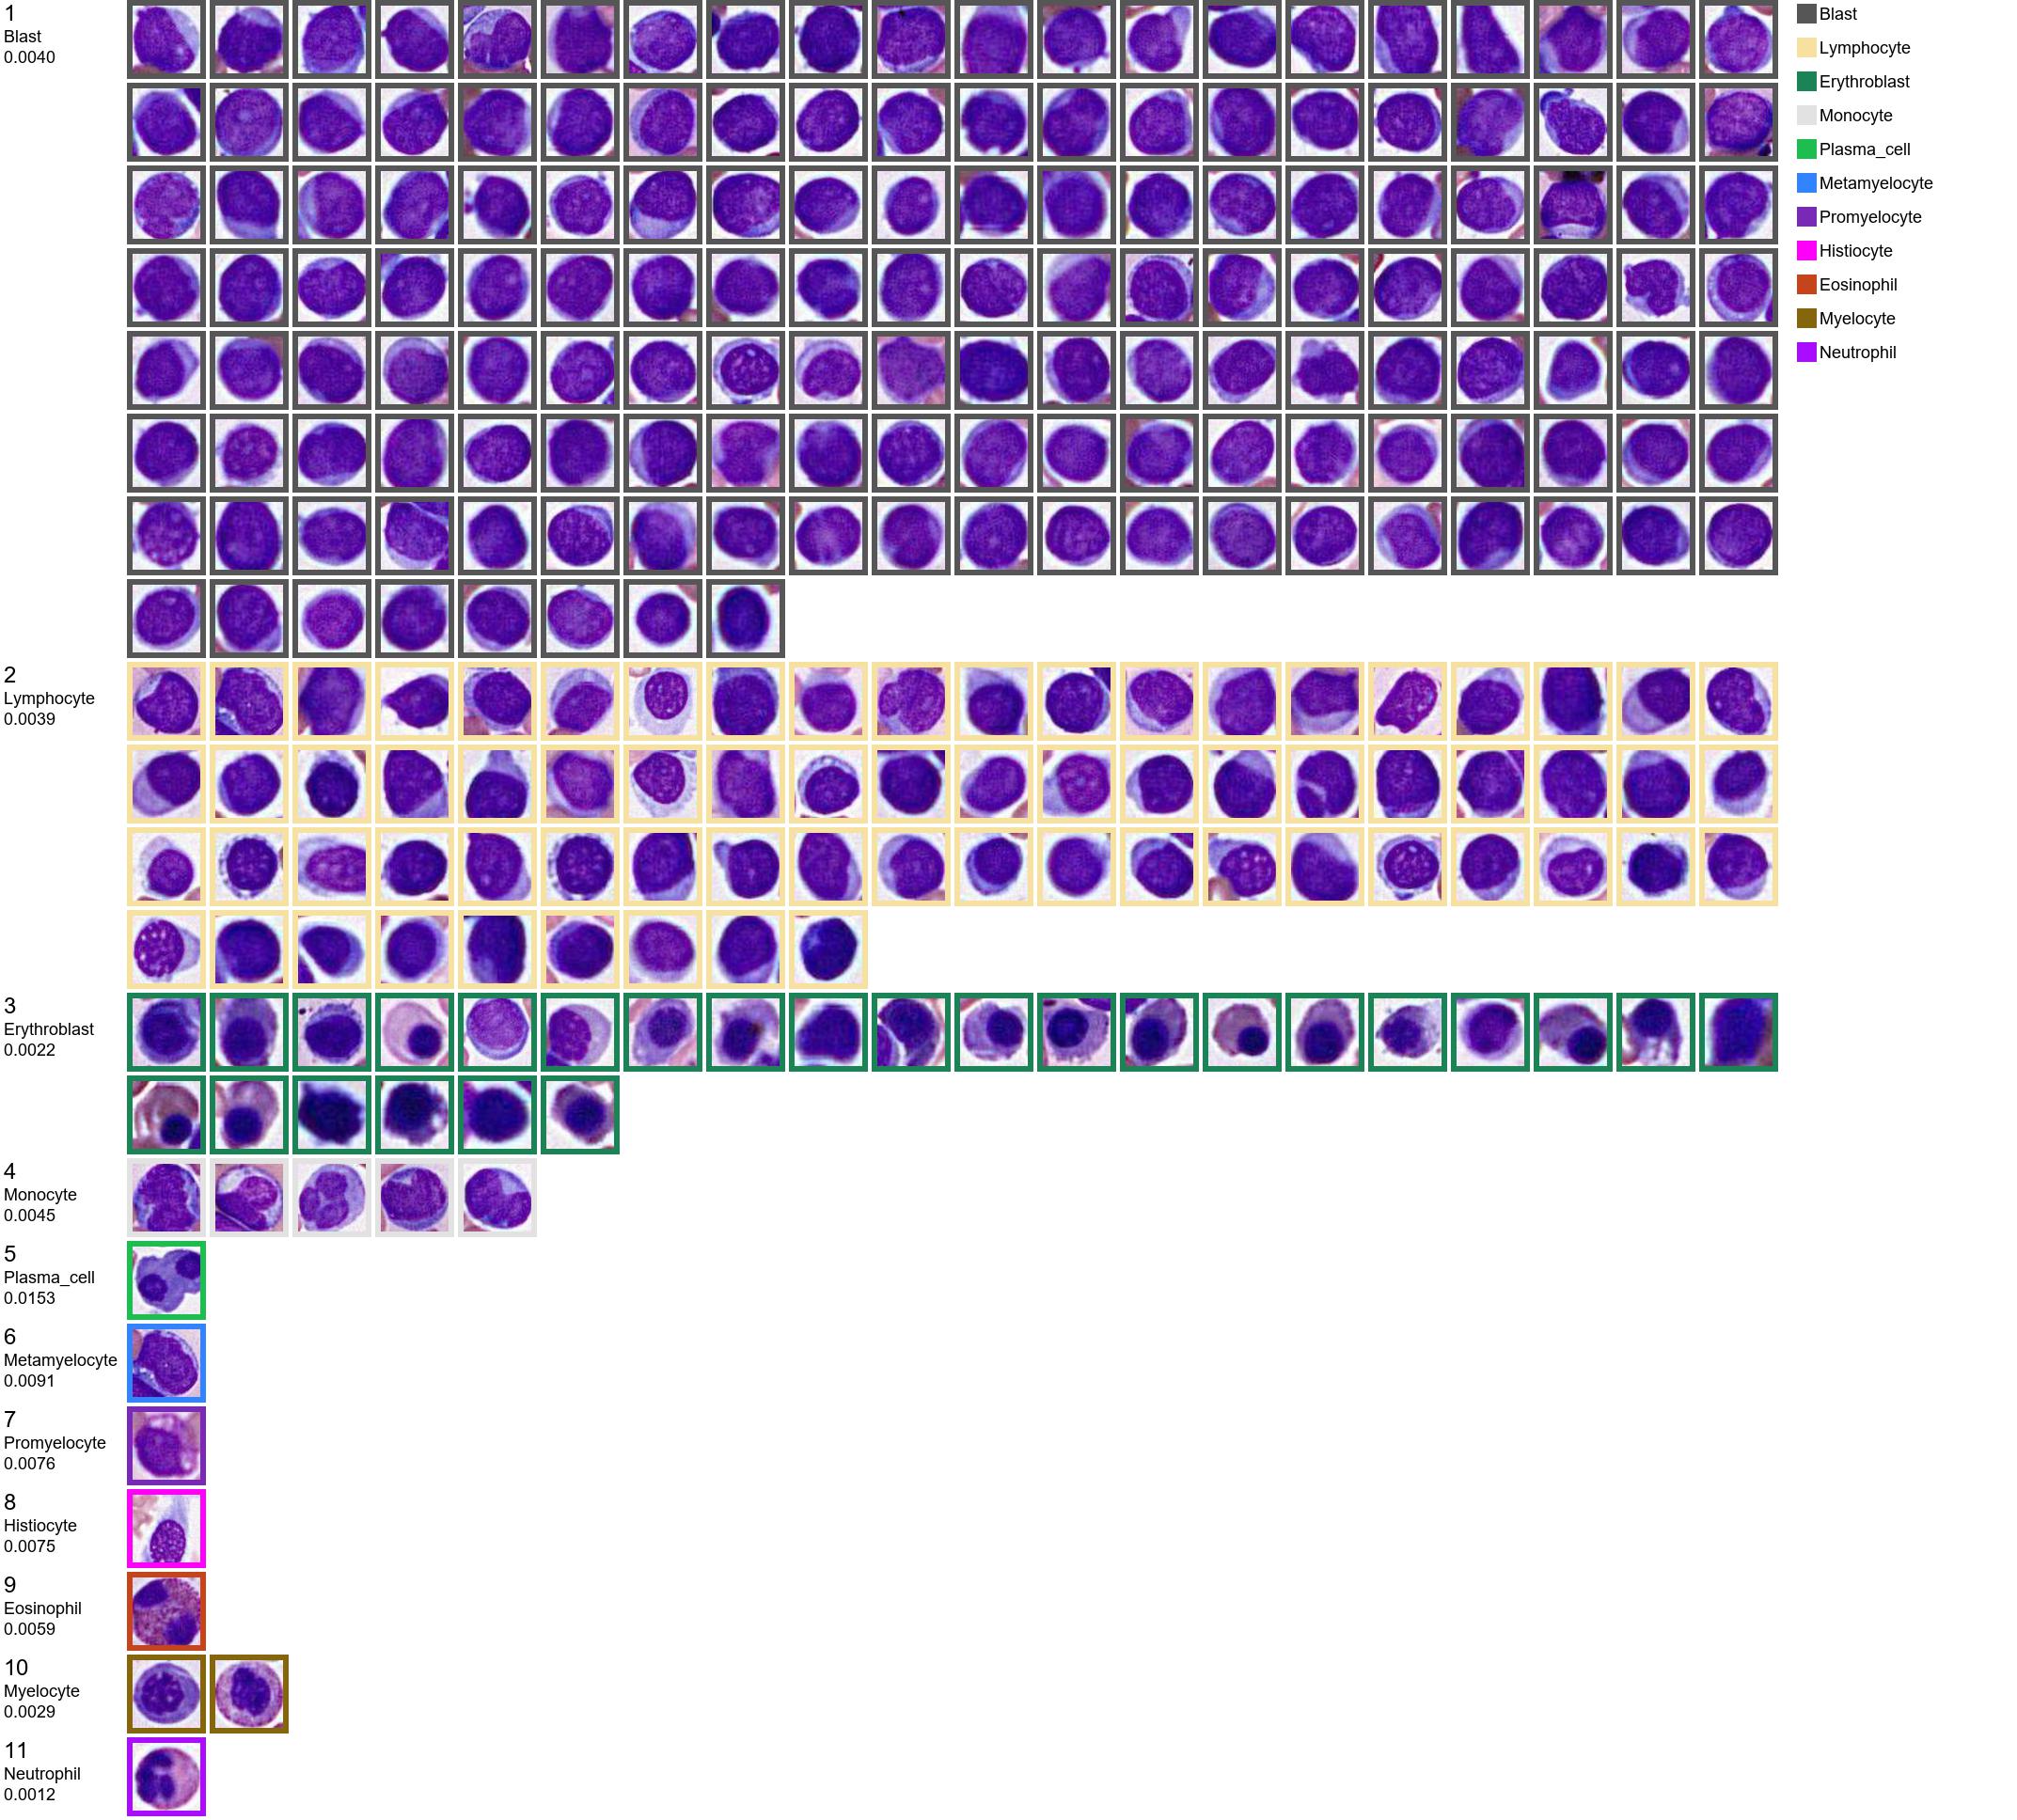 1
Blast
0.0040
2
Lymphocyte
0.0039
3
Erythroblast
0.0022
4
Monocyte
0.0045
5
Plasma_cell
0.0153
6
Metamyelocyte
0.0091
7
Promyelocyte
0.0076
8
Histiocyte
0.0075
9
Eosinophil
0.0059
10
Myelocyte
0.0029
11
Neutrophil
0.0012
Blast
Lymphocyte
Erythroblast
Monocyte
Plasma_cell
Metamyelocyte
Promyelocyte
Histiocyte
Eosinophil
Myelocyte
Neutrophil